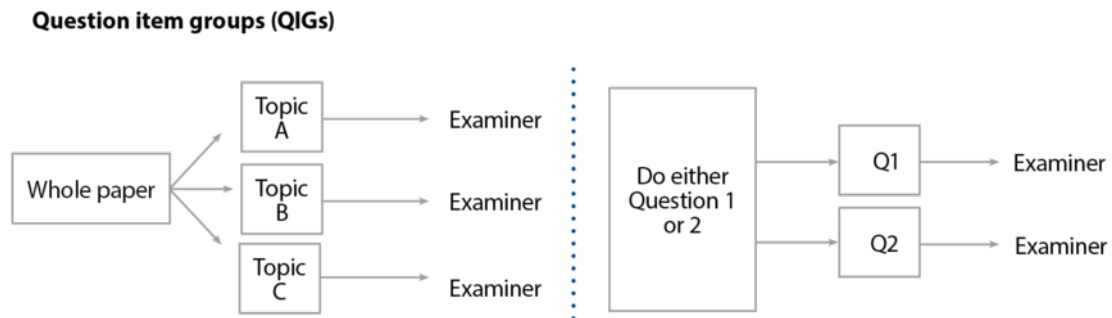 Question item groups (QIGs)
Whole paper
Topic
A
Examiner
Topic
B
Examiner
Topic
C
Examiner
Do either
Question 1
or 2
Q1
Examiner
Q2
Examiner